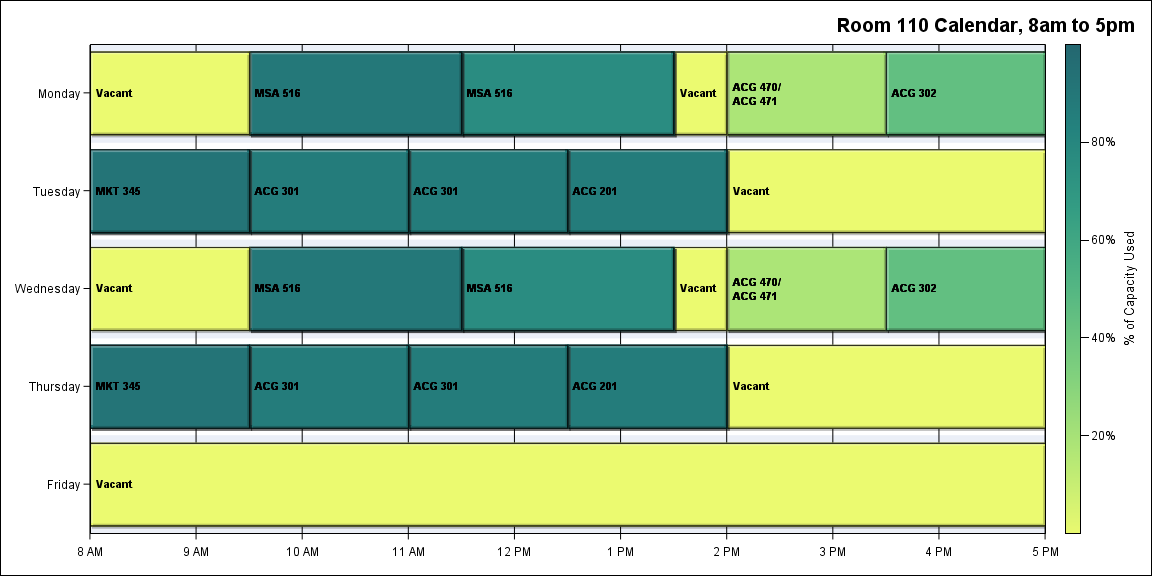 Room 110 Calendar, 8am to 5pm
Monday
Vacant
MSA 516
MSA 516
Vacant
ACG 470/
ACG 471
ACG 302
Tuesday
MKT 345
ACG 301
ACG 301
ACG 201
Vacant
Wednesday
Vacant
MSA 516
MSA 516
Vacant
ACG 470/
ACG 471
ACG 302
Thursday
MKT 345
ACG 301
ACG 301
ACG 201
Vacant
Friday
Vacant
8 AM
9 AM
10 AM
11 AM
12 PM
1 PM
2 PM
3 PM
4 PM
5 PM
80%
60%
40%
20%
% of Capacity Used